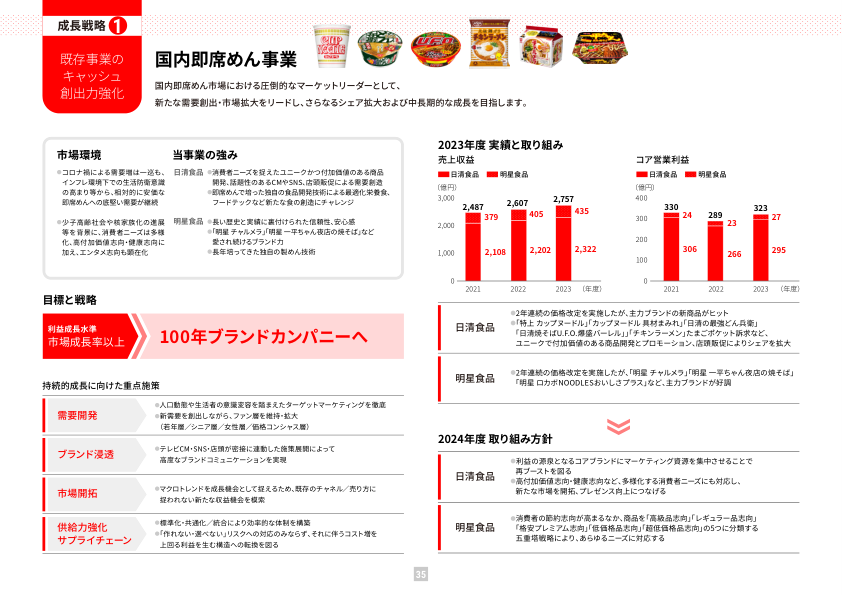 成長戦略 1
既存事業の
キャッシュ
創出力強化
国内即席めん事業
国内即席めん市場における圧倒的なマーケットリーダーとして、
新たな需要創出・市場拡大をリードし、さらなるシェア拡大および中長期的な成長を目指します。
市場環境
●コロナ禍による需要増は一巡も、
インフレ環境下での生活防衛意識
の高まり等から、相対的に安価な
即席めんへの底堅い需要が継続
●少子高齢社会や核家族化の進展
等を背景に、消費者ニーズは多様
化、高付加価値志向・健康志向に
加え、エンタメ志向も顕在化
当事業の強み
日清食品
●消費者ニーズを捉えたユニークかつ付加価値のある商品
開発、話題性のあるCMやSNS、店頭販促による需要創造
●即席めんで培った独自の食品開発技術による最適化栄養食、
フードテックなど新たな食の創造にチャレンジ
明星食品
●長い歴史と実績に裏付けられた信頼性、安心感
●「明星 チャルメラ」「明星 一平ちゃん夜店の焼そば」など
愛され続けるブランド力
●長年培ってきた独自の製めん技術
目標と戦略
利益成長水準
市場成長率以上
100年ブランドカンパニーへ
持続的成長に向けた重点施策
需要開発
●人口動態や生活者の意識変容を踏まえたターゲットマーケティングを徹底
●新需要を創出しながら、ファン層を維持・拡大
（若年層／シニア層／女性層／価格コンシャス層）
ブランド浸透
●テレビCM・SNS・店頭が密接に連動した施策展開によって
高度なブランドコミュニケーションを実現
市場開拓
●マクロトレンドを成長機会として捉えるため、既存のチャネル／売り方に
捉われない新たな収益機会を模索
供給力強化
サプライチェーン
●標準化・共通化／統合により効率的な体制を構築
●「作れない・運べない」リスクへの対応のみならず、それに伴うコスト増を
上回る利益を生む構造への転換を図る
2023年度 実績と取り組み
売上収益
日清食品 明星食品
（億円）
3,000
2,000
1,000
0
2,487
379
2,108
2,607
405
2,202
2,757
435
2,322
2021 2022 2023 （年度）
コア営業利益
日清食品 明星食品
（億円）
400
300
200
100
0
330
24
306
289
23
266
323
27
295
2021 2022 2023 （年度）
日清食品
●2年連続の価格改定を実施したが、主力ブランドの新商品がヒット
●「特上 カップヌードル」「カップヌードル 具材まみれ」「日清の最強どん兵衛」
「日清焼そばU.F.O.爆盛バーレル」」「チキンラーメン」たまごポケット訴求など、
ユニークで付加価値のある商品開発とプロモーション、店頭販促によりシェアを拡大
明星食品
●2年連続の価格改定を実施したが、「明星 チャルメラ」「明星 一平ちゃん夜店の焼そば」
「明星 ロカボNOODLESおいしさプラス」など、主力ブランドが好調
2024年度 取り組み方針
日清食品
●利益の源泉となるコアブランドにマーケティング資源を集中させることで
再ブーストを図る
●高付加価値志向・健康志向など、多様化する消費者ニーズにも対応し、
新たな市場を開拓、プレゼンス向上につなげる
明星食品
●消費者の節約志向が高まるなか、商品を「高級品志向」「レギュラー品志向」
「格安プレミアム志向」「低価格品志向」「超低価格品志向」の5つに分類する
五重塔戦略により、あらゆるニーズに対応する
35